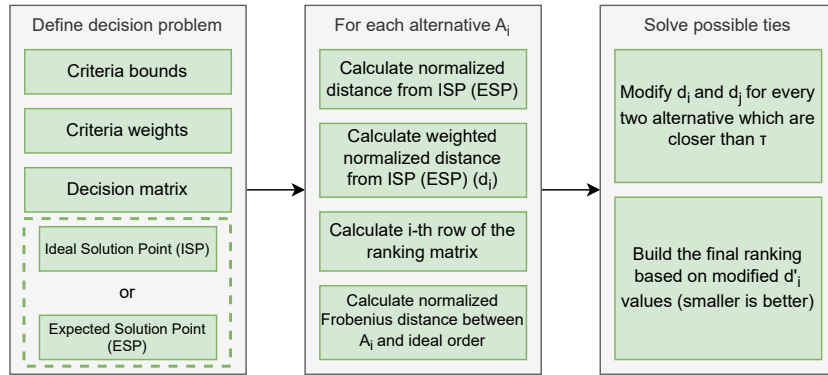 Define decision problem
Criteria bounds
Criteria weights
Decision matrix
Ideal Solution Point (ISP)
or
Expected Solution Point
(ESP)
For each alternative Aᵢ
Calculate normalized
distance from ISP (ESP)
Calculate weighted
normalized distance
from ISP (ESP) (dᵢ)
Calculate i-th row of the
ranking matrix
Calculate normalized
Frobenius distance between
Aᵢ and ideal order
Solve possible ties
Modify dᵢ and dⱼ for every
two alternative which are
closer than τ
Build the final ranking
based on modified d'ᵢ
values (smaller is better)